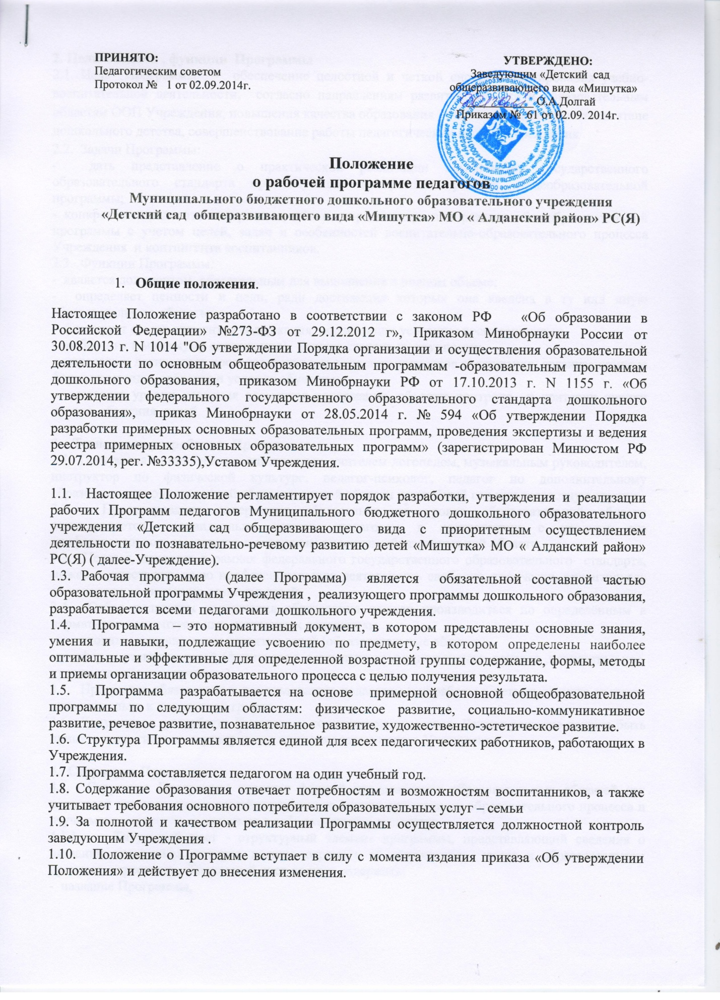 ПРИНЯТО:
Педагогическим советом
Протокол № 1 от 02.09.2014г.
УТВЕРЖДЕНО:
Заведующим «Детский сад
общеразвивающего вида «Мишутка»
О.А.Долгай
Приказом № 61 от 02.09. 2014г.
Положение
о рабочей программе педагогов
Муниципального бюджетного дошкольного образовательного учреждения
«Детский сад общеразвивающего вида «Мишутка» МО « Алданский район» РС(Я)
1. Общие положения.
Настоящее Положение разработано в соответствии с законом РФ «Об образовании в
Российской Федерации» №273-ФЗ от 29.12.2012 г», Приказом Минобрнауки России от
30.08.2013 г. N 1014 "Об утверждении Порядка организации и осуществления образовательной
деятельности по основным общеобразовательным программам -образовательным программам
дошкольного образования, приказом Минобрнауки РФ от 17.10.2013 г. N 1155 г. «Об
утверждении федерального государственного образовательного стандарта дошкольного
образования», приказ Минобрнауки от 28.05.2014 г. № 594 «Об утверждении Порядка
разработки примерных основных образовательных программ, проведения экспертизы и ведения
реестра примерных основных образовательных программ» (зарегистрирован Минюстом РФ
29.07.2014, рег. №33335),Уставом Учреждения.
1.1. Настоящее Положение регламентирует порядок разработки, утверждения и реализации
рабочих Программ педагогов Муниципального бюджетного дошкольного образовательного
учреждения «Детский сад общеразвивающего вида с приоритетным осуществлением
деятельности по познавательно-речевому развитию детей «Мишутка» МО « Алданский район»
РС(Я) ( далее-Учреждение).
1.3. Рабочая программа (далее Программа) является обязательной составной частью
образовательной программы Учреждения , реализующего программы дошкольного образования,
разрабатывается всеми педагогами дошкольного учреждения.
1.4. Программа – это нормативный документ, в котором представлены основные знания,
умения и навыки, подлежащие усвоению по предмету, в котором определены наиболее
оптимальные и эффективные для определенной возрастной группы содержание, формы, методы
и приемы организации образовательного процесса с целью получения результата.
1.5. Программа разрабатывается на основе примерной основной общеобразовательной
программы по следующим областям: физическое развитие, социально-коммуникативное
развитие, речевое развитие, познавательное развитие, художественно-эстетическое развитие.
1.6. Структура Программы является единой для всех педагогических работников, работающих в
Учреждения.
1.7. Программа составляется педагогом на один учебный год.
1.8. Содержание образования отвечает потребностям и возможностям воспитанников, а также
учитывает требования основного потребителя образовательных услуг – семьи
1.9. За полнотой и качеством реализации Программы осуществляется должностной контроль
заведующим Учреждения .
1.10. Положение о Программе вступает в силу с момента издания приказа «Об утверждении
Положения» и действует до внесения изменения.